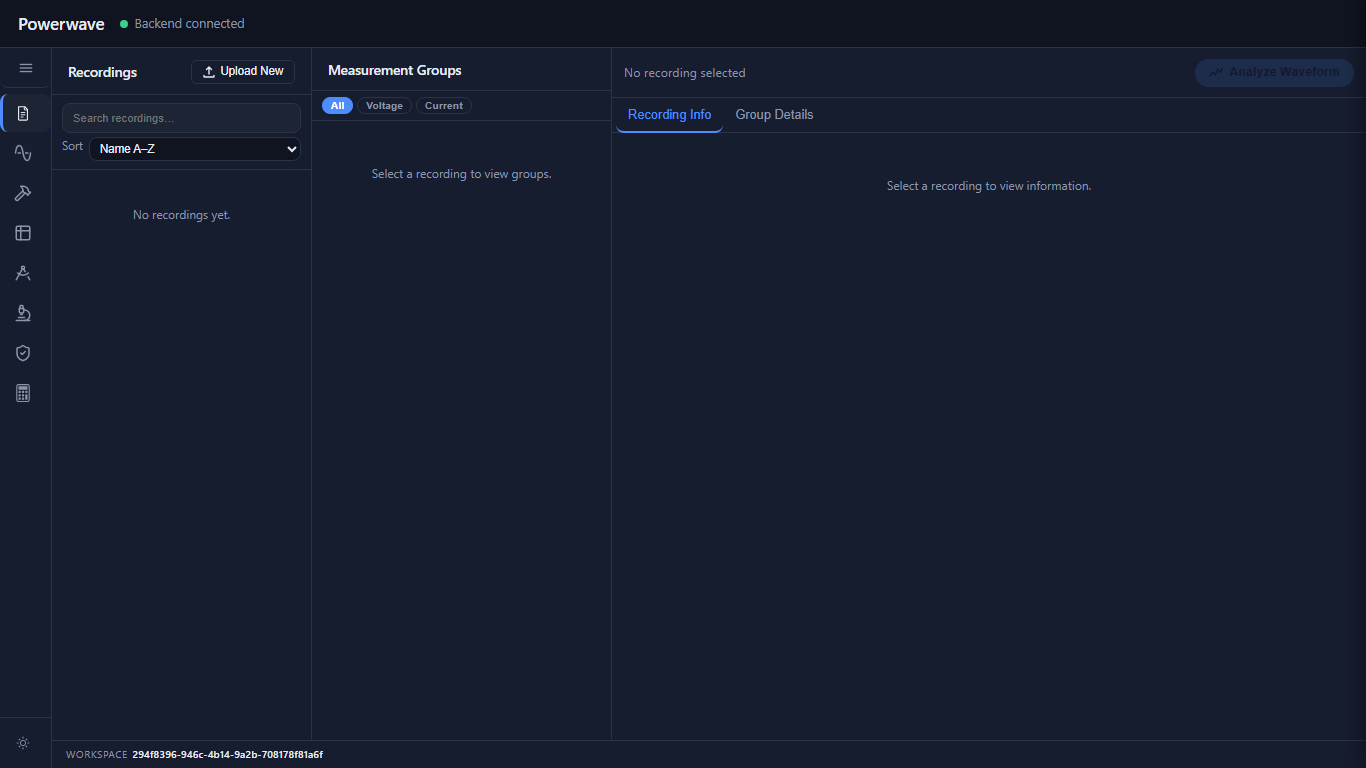 Powerwave
Backend connected
Recordings
Upload New
Search recordings...
Sort
Name A–Z
No recordings yet.
Measurement Groups
All
Voltage
Current
Select a recording to view groups.
No recording selected
Analyze Waveform
Recording Info
Group Details
Select a recording to view information.
WORKSPACE 294f8396-946c-4b14-9a2b-708178f81a6f